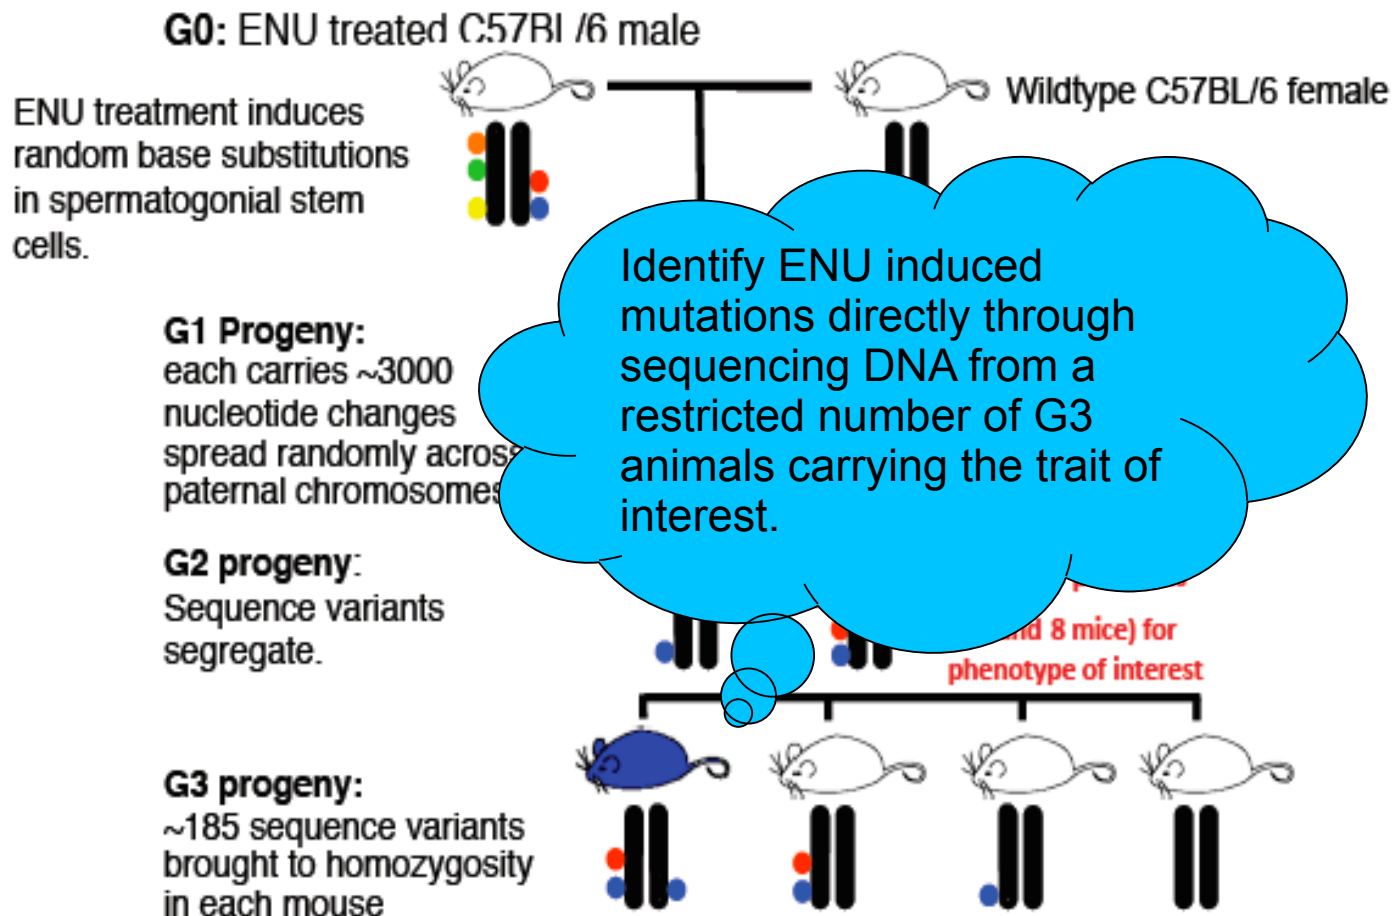 G0: ENU treated C57BL/6 male
Wildtype C57BL/6 female
ENU treatment induces
random base substitutions
in spermatogonial stem
cells.
Identify ENU induced
mutations directly through
sequencing DNA from a
restricted number of G3
animals carrying the trait of
interest.
G1 Progeny:
each carries ~3000
nucleotide changes
spread randomly across
paternal chromosomes
G2 progeny:
Sequence variants
segregate.
8 mice) for
phenotype of interest
G3 progeny:
~185 sequence variants
brought to homozygosity
in each mouse